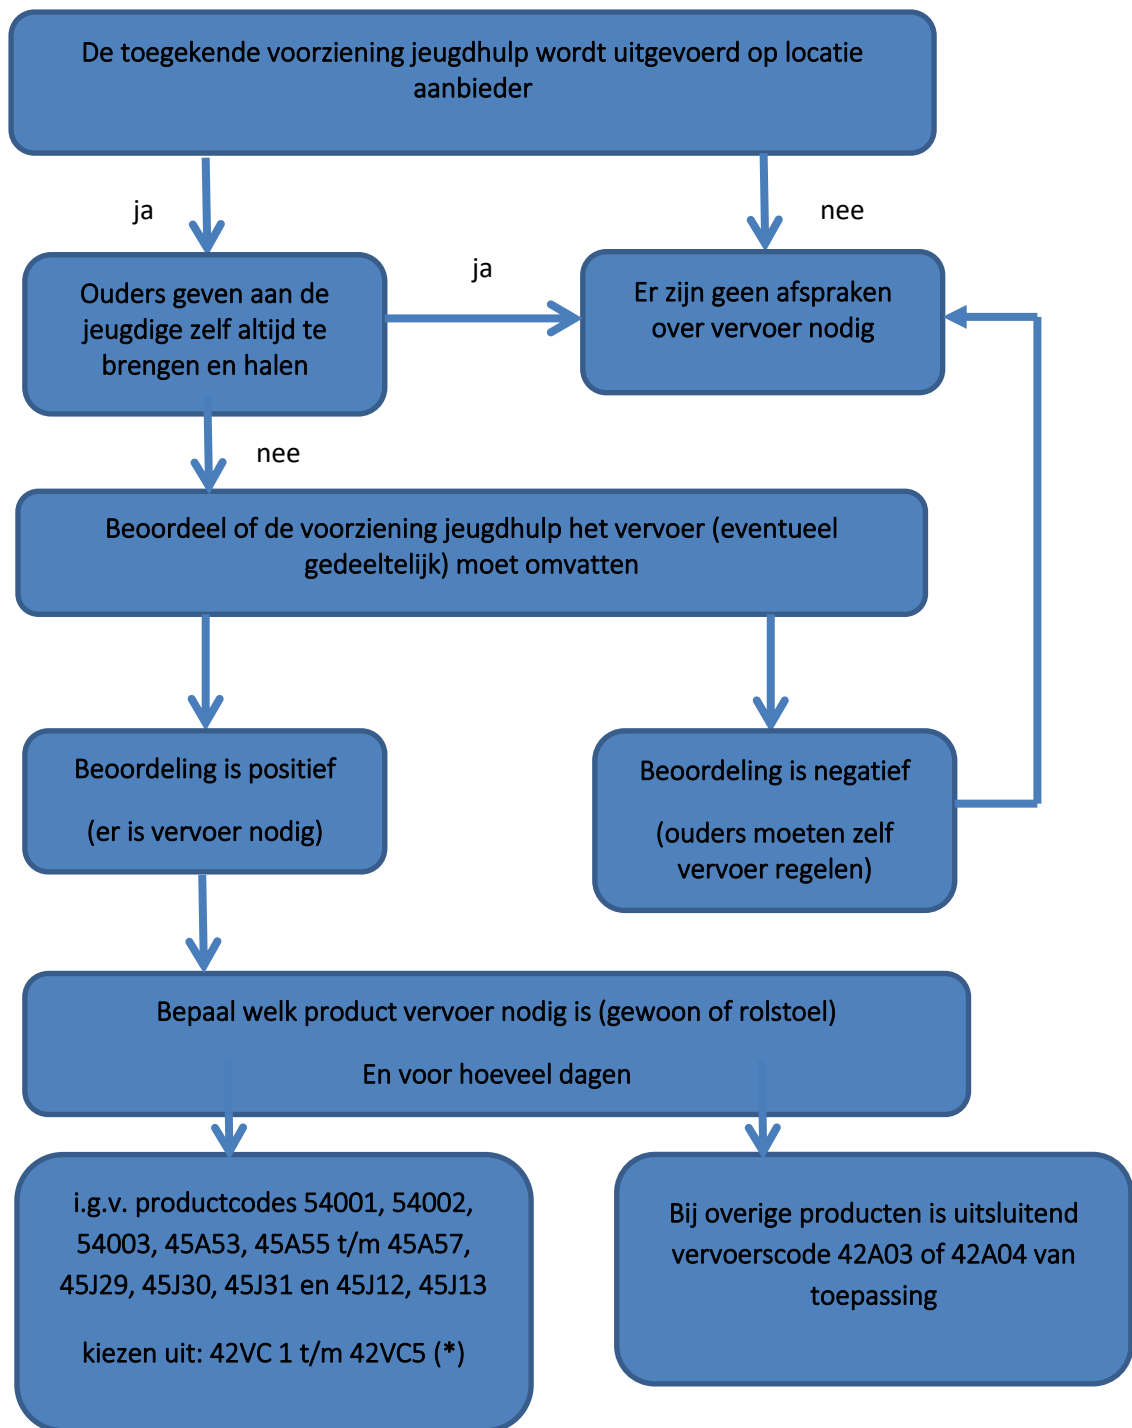 De toegekende voorziening jeugdhulp wordt uitgevoerd op locatie
aanbieder
ja
nee
Ouders geven aan de
jeugdige zelf altijd te
brengen en halen
ja
Er zijn geen afspraken
over vervoer nodig
nee
Beoordeel of de voorziening jeugdhulp het vervoer (eventueel
gedeeltelijk) moet omvatten
Beoordeling is positief
(er is vervoer nodig)
Beoordeling is negatief
(ouders moeten zelf
vervoer regelen)
Bepaal welk product vervoer nodig is (gewoon of rolstoel)
En voor hoeveel dagen
i.g.v. productcodes 54001, 54002,
54003, 45A53, 45A55 t/m 45A57,
45J29, 45J30, 45J31 en 45J12, 45J13
kiezen uit: 42VC 1 t/m 42VC5 (*)
Bij overige producten is uitsluitend
vervoerscode 42A03 of 42A04 van
toepassing